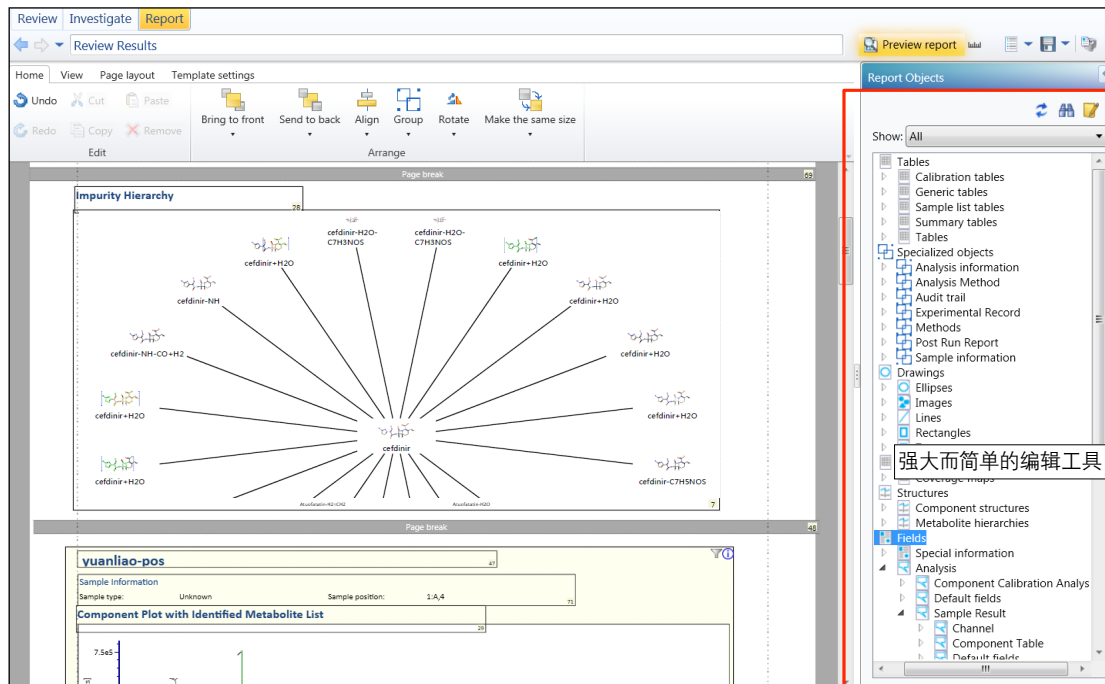 Review Investigate Report
Review Results
Preview report
Home View Page layout Template settings
Undo Cut Paste
Redo Copy Remove
Bring to front Send to back Align Group Rotate Make the same size
Edit Arrange
Report Objects
Show: All
Page break 69
Impurity Hierarchy
28
cefdinir-H2O-
C7H3NOS
cefdinir-H2O-
C7H3NOS
cefdinir+H2O
cefdinir+H2O
cefdinir-NH
cefdinir+H2O
cefdinir-NH-CO+H2
cefdinir+H2O
cefdinir+H2O
cefdinir+H2O
cefdinir
cefdinir+H2O
cefdinir-C7H5NOS
7
Page break 48
yuanliao-pos
47
Sample Information
Sample type: Unknown Sample position: 1:A,4
71
Component Plot with Identified Metabolite List
29
7.5e5
Tables
Calibration tables
Generic tables
Sample list tables
Summary tables
Tables
Specialized objects
Analysis information
Analysis Method
Audit trail
Experimental Record
Methods
Post Run Report
Sample information
Drawings
Ellipses
Images
Lines
Rectangles
强大而简单的编辑工具
Coverage maps
Structures
Component structures
Metabolite hierarchies
Fields
Special information
Analysis
Component Calibration Analys
Default fields
Sample Result
Channel
Component Table
Default fields